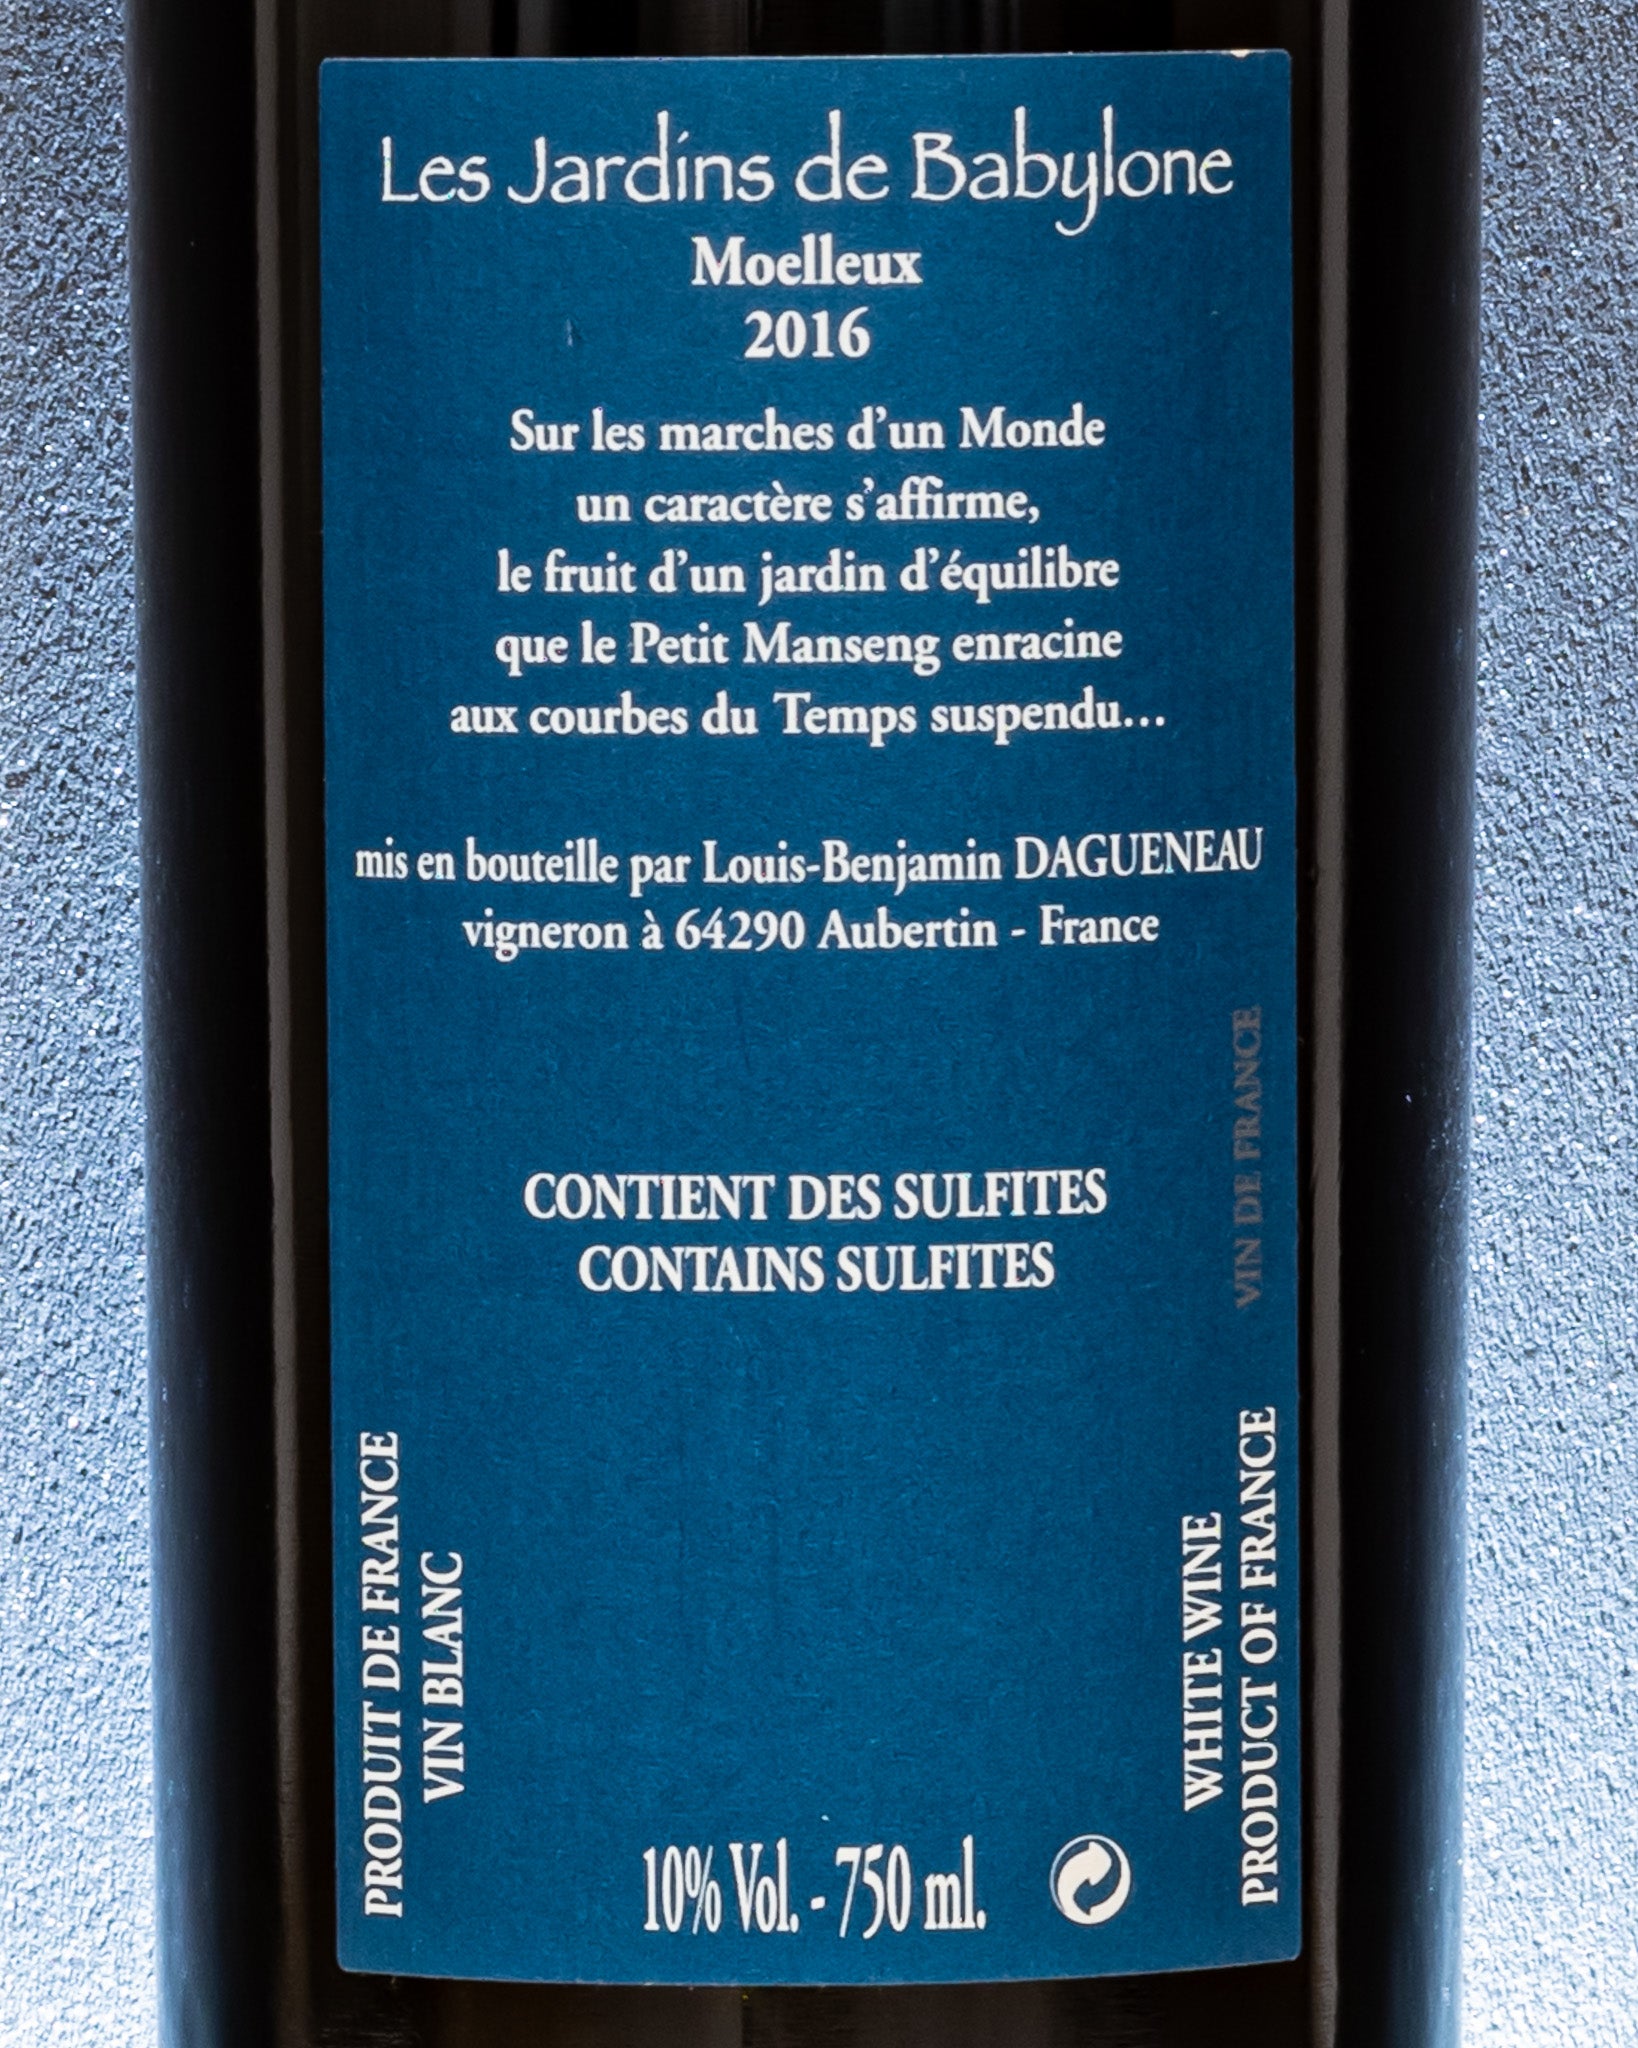 Les Jardins de Babylone
Moelleux
2016
Sur les marches d'un Monde
un caractère s'affirme,
le fruit d'un jardin d'équilibre
que le Petit Manseng enracine
aux courbes du Temps suspendu...
mis en bouteille par Louis-Benjamin DAGUENEAU
vigneron à 64290 Aubertin - France
VIN DE FRANCE
CONTIENT DES SULFITES
CONTAINS SULFITES
PRODUIT DE FRANCE
VIN BLANC
WHITE WINE
PRODUCT OF FRANCE
10% Vol. - 750 ml.